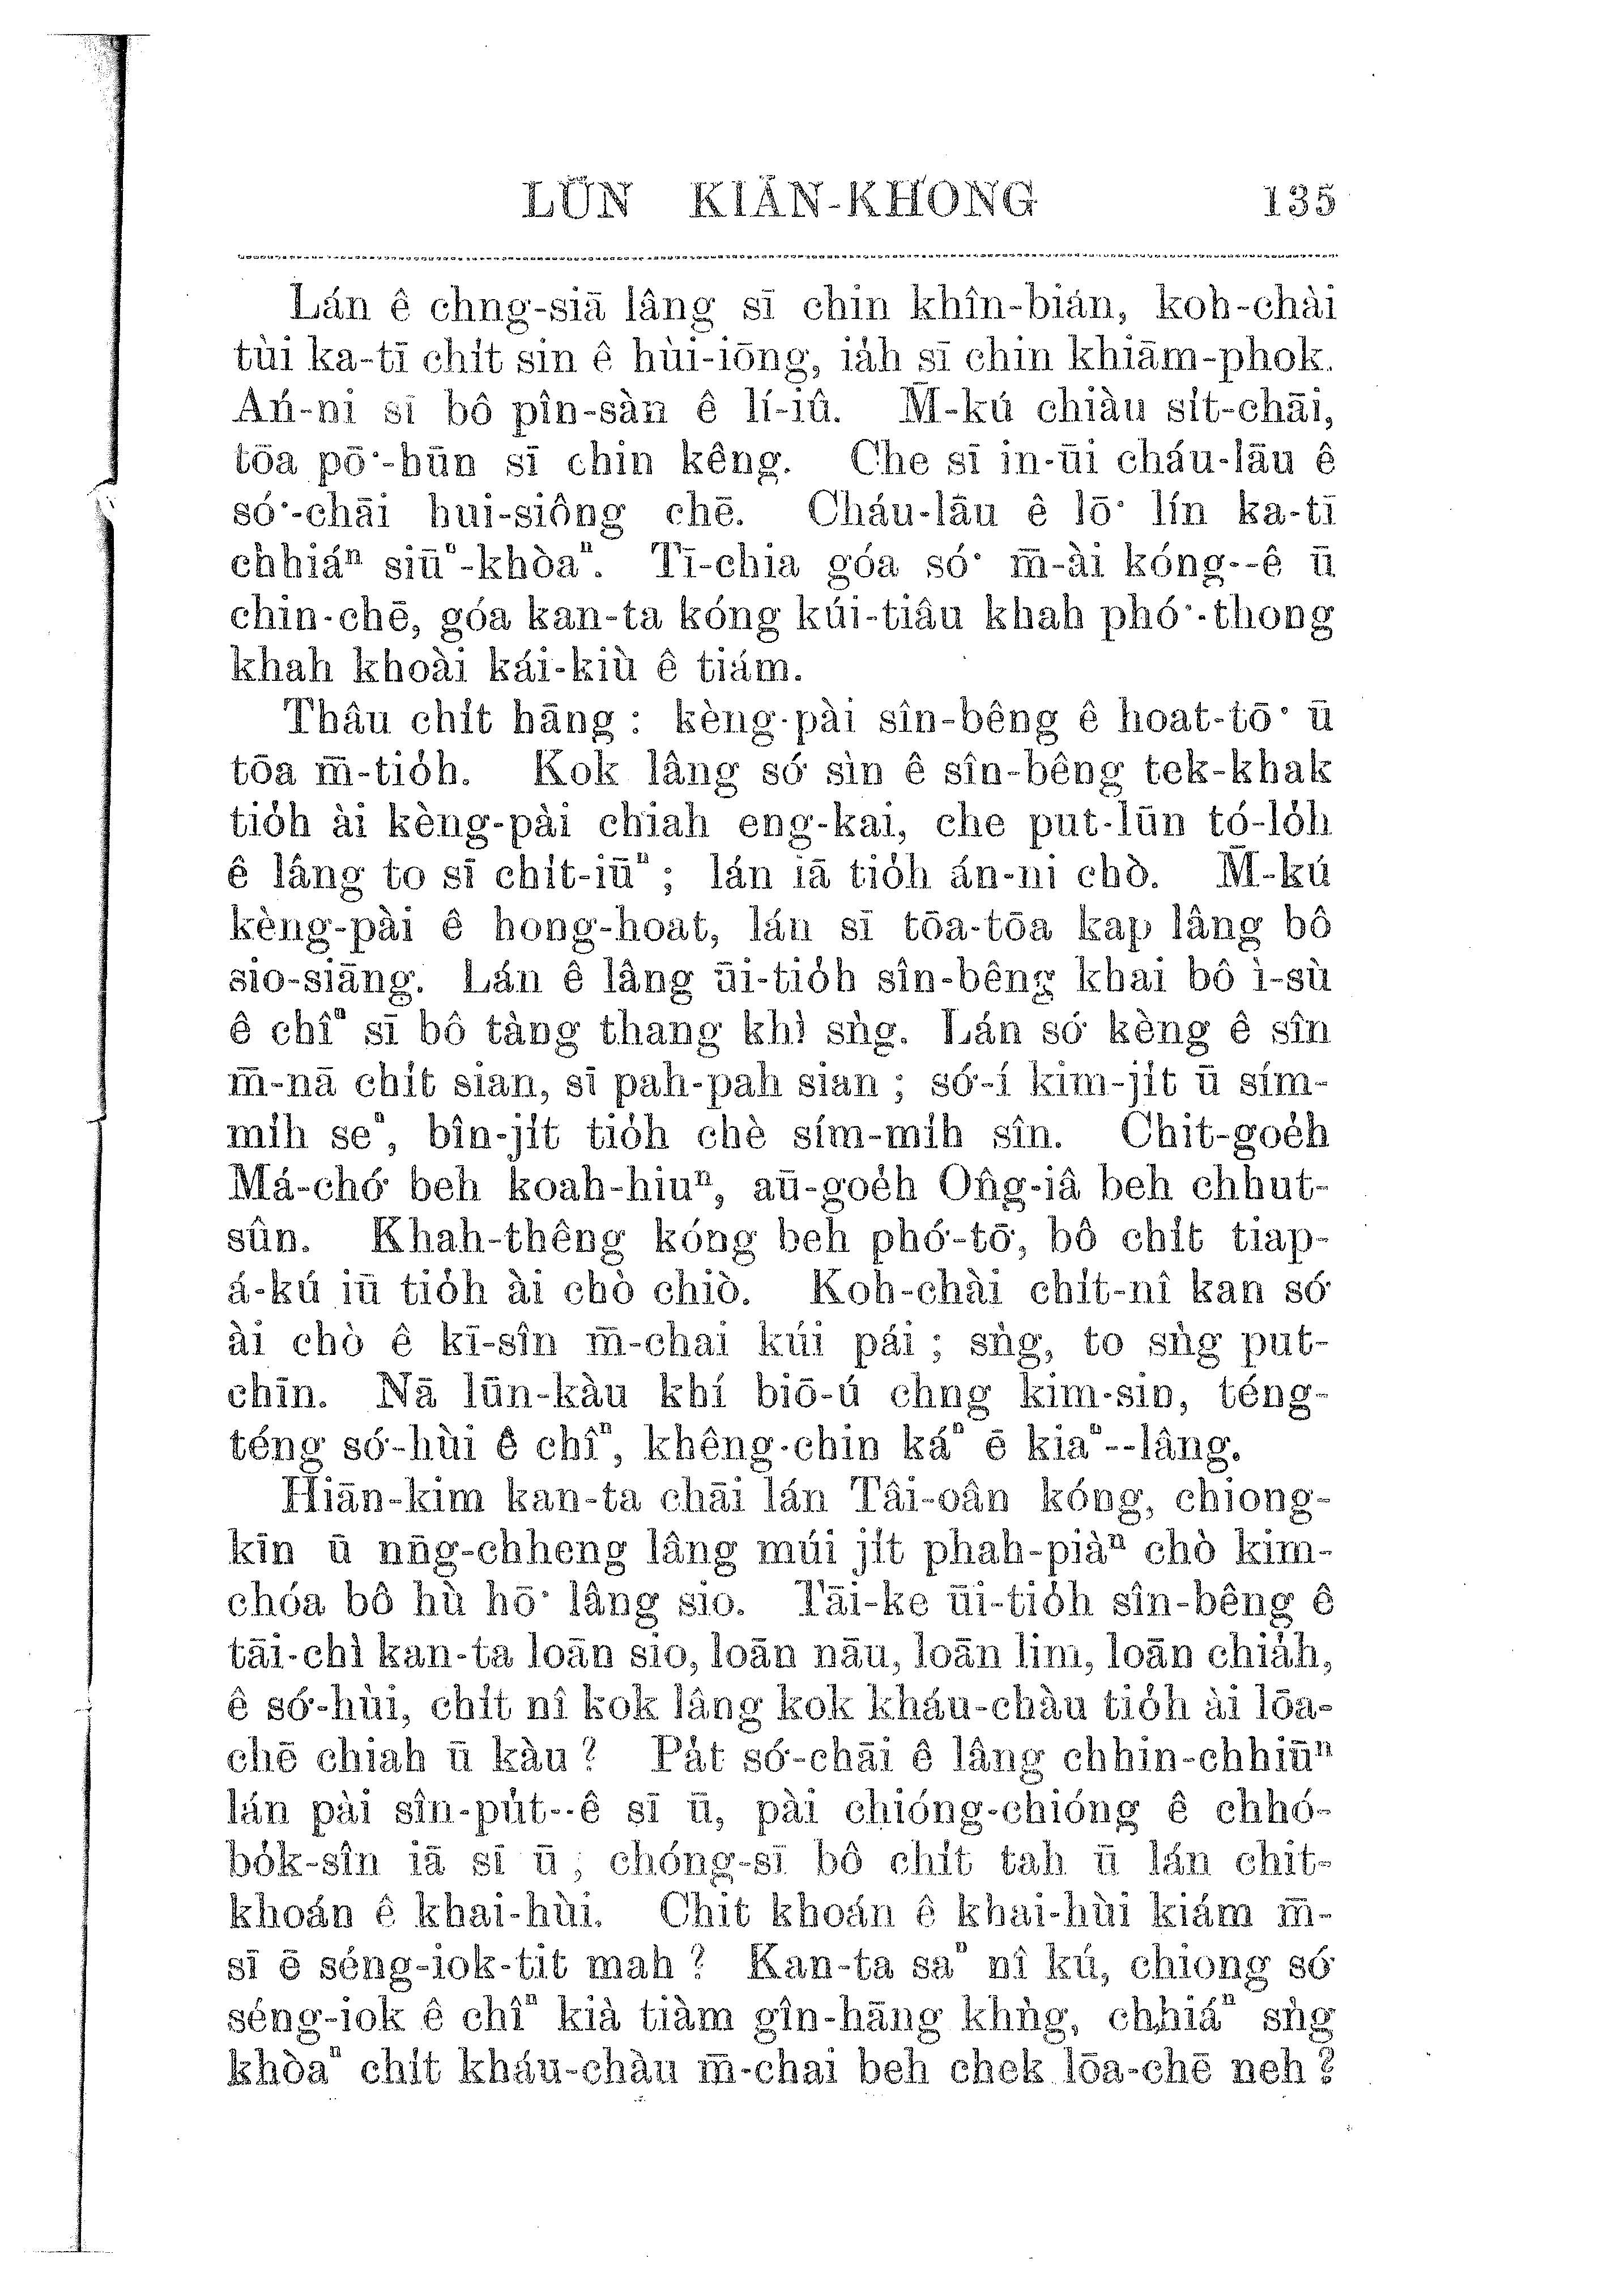 LŪN KIĀN-KHONG 135
Lán ê chng-siā lâng sī chin khîn-bián, koh-chài
tùi ka-tī chi̍t sin ê hùi-iōng, ia̍h sī chin khiām-phok.
Áń-ni sī bô pîn-sàn ê lí-iû. M̄-kú chiàu si̍t-chāi,
tōa pō͘-hūn sī chin kêng. Che sī in-ūi cháu-lāu ê
só͘-chāi hui-siông chē. Cháu-lāu ê lō͘ lín ka-tī
chhiáⁿ siūⁿ-khòaⁿ. Tī-chia góa só͘ m̄-ài kóng--ê ū
chin-chē, góa kan-ta kóng kúi-tiâu khah phó͘-thong
khah khoài kái-kiù ê tiám.
Thâu chi̍t hāng : kèng-pài sîn-bêng ê hoat-tō͘ ū
tōa m̄-tio̍h. Kok lâng só͘ sìn ê sîn-bêng tek-khak
tio̍h ài kèng-pài chiah eng-kai, che put-lūn tó-lo̍h
ê lâng to sī chi̍t-iūⁿ ; lán iā tio̍h án-ni chò. M̄-kú
kèng-pài ê hong-hoat, lán sī tōa-tōa kap lâng bô
sio-siāng. Lán ê lâng ūi-tio̍h sîn-bêng khai bô ì-sù
ê chîⁿ sī bô tàng thang khì sǹg. Lán só͘ kèng ê sîn
m̄-nā chi̍t sian, sī pah-pah sian ; só͘-í kim-ji̍t ū sím-
mih seⁿ, bîn-ji̍t tio̍h chè sím-mih sîn. Chit-goe̍h
Má-chó͘ beh koah-hiuⁿ, aū-goe̍h Ông-iâ beh chhut-
sûn. Khah-thêng kóng beh phó͘-tō͘, bô chi̍t tiap-
á-kú iū tio̍h ài chò chiò. Koh-chài chi̍t-nî kan só͘
ài chò ê kī-sîn m̄-chai kúi pái ; sǹg, to sǹg put-
chīn. Nā lūn-kàu khí biō-ú chng kim-sin, téng-
téng só͘-hùi ê chîⁿ, khêng-chin káⁿ ē kiaⁿ--lâng.
Hiān-kim kan-ta chāi lán Tâi-oân kóng, chiong-
kīn ū nn̄g-chheng lâng múi ji̍t phah-piàⁿ chò kim-
chóa bô hù hō͘ lâng sio. Tāi-ke ūi-tio̍h sîn-bêng ê
tāi-chì kan-ta loān sio, loān nāu, loān lim, loān chia̍h,
ê só͘-hùi, chi̍t nî kok lâng kok kháu-chàu tio̍h ài lōa-
chē chiah ū kàu ? Pa̍t só͘-chāi ê lâng chhin-chhiūⁿ
lán pài sîn-pu̍t--ê sī ū, pài chióng-chióng ê chhó-
bo̍k-sîn iā sī ū ; chóng-sī bô chi̍t tah ū lán chit-
khoán ê khai-hùi. Chit khoán ê khai-hùi kiám m̄-
sī ē séng-iok-tit mah ? Kan-ta saⁿ nî kú, chiong só͘
séng-iok ê chîⁿ kià tiàm gîn-hāng khǹg, chhiáⁿ sǹg
khòaⁿ chi̍t kháu-chàu m̄-chai beh chek lōa-chē neh ?